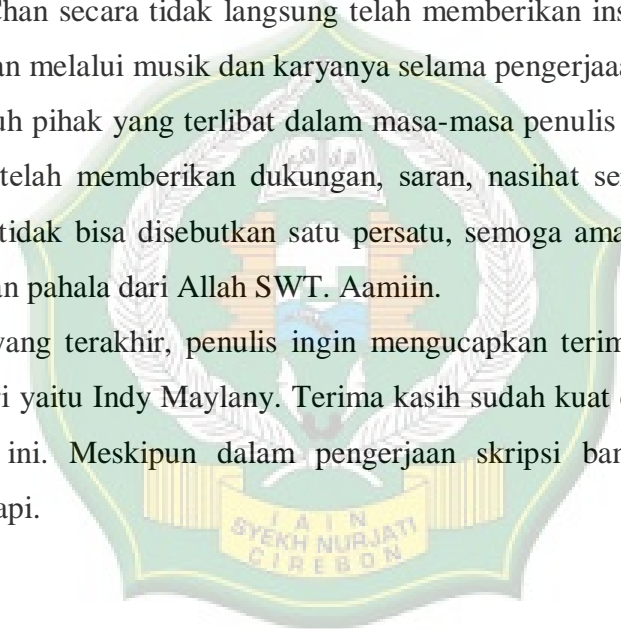 Chan secara tidak langsung telah memberikan ins
an melalui musik dan karyanya selama pengerjaa
uh pihak yang terlibat dalam masa-masa penulis
telah memberikan dukungan, saran, nasihat se
tidak bisa disebutkan satu persatu, semoga ama
an pahala dari Allah SWT. Aamiin.
yang terakhir, penulis ingin mengucapkan terim
ri yaitu Indy Maylany. Terima kasih sudah kuat
ini. Meskipun dalam pengerjaan skripsi ban
api.
IAIN
SYEKH NURJATI
CIREBON